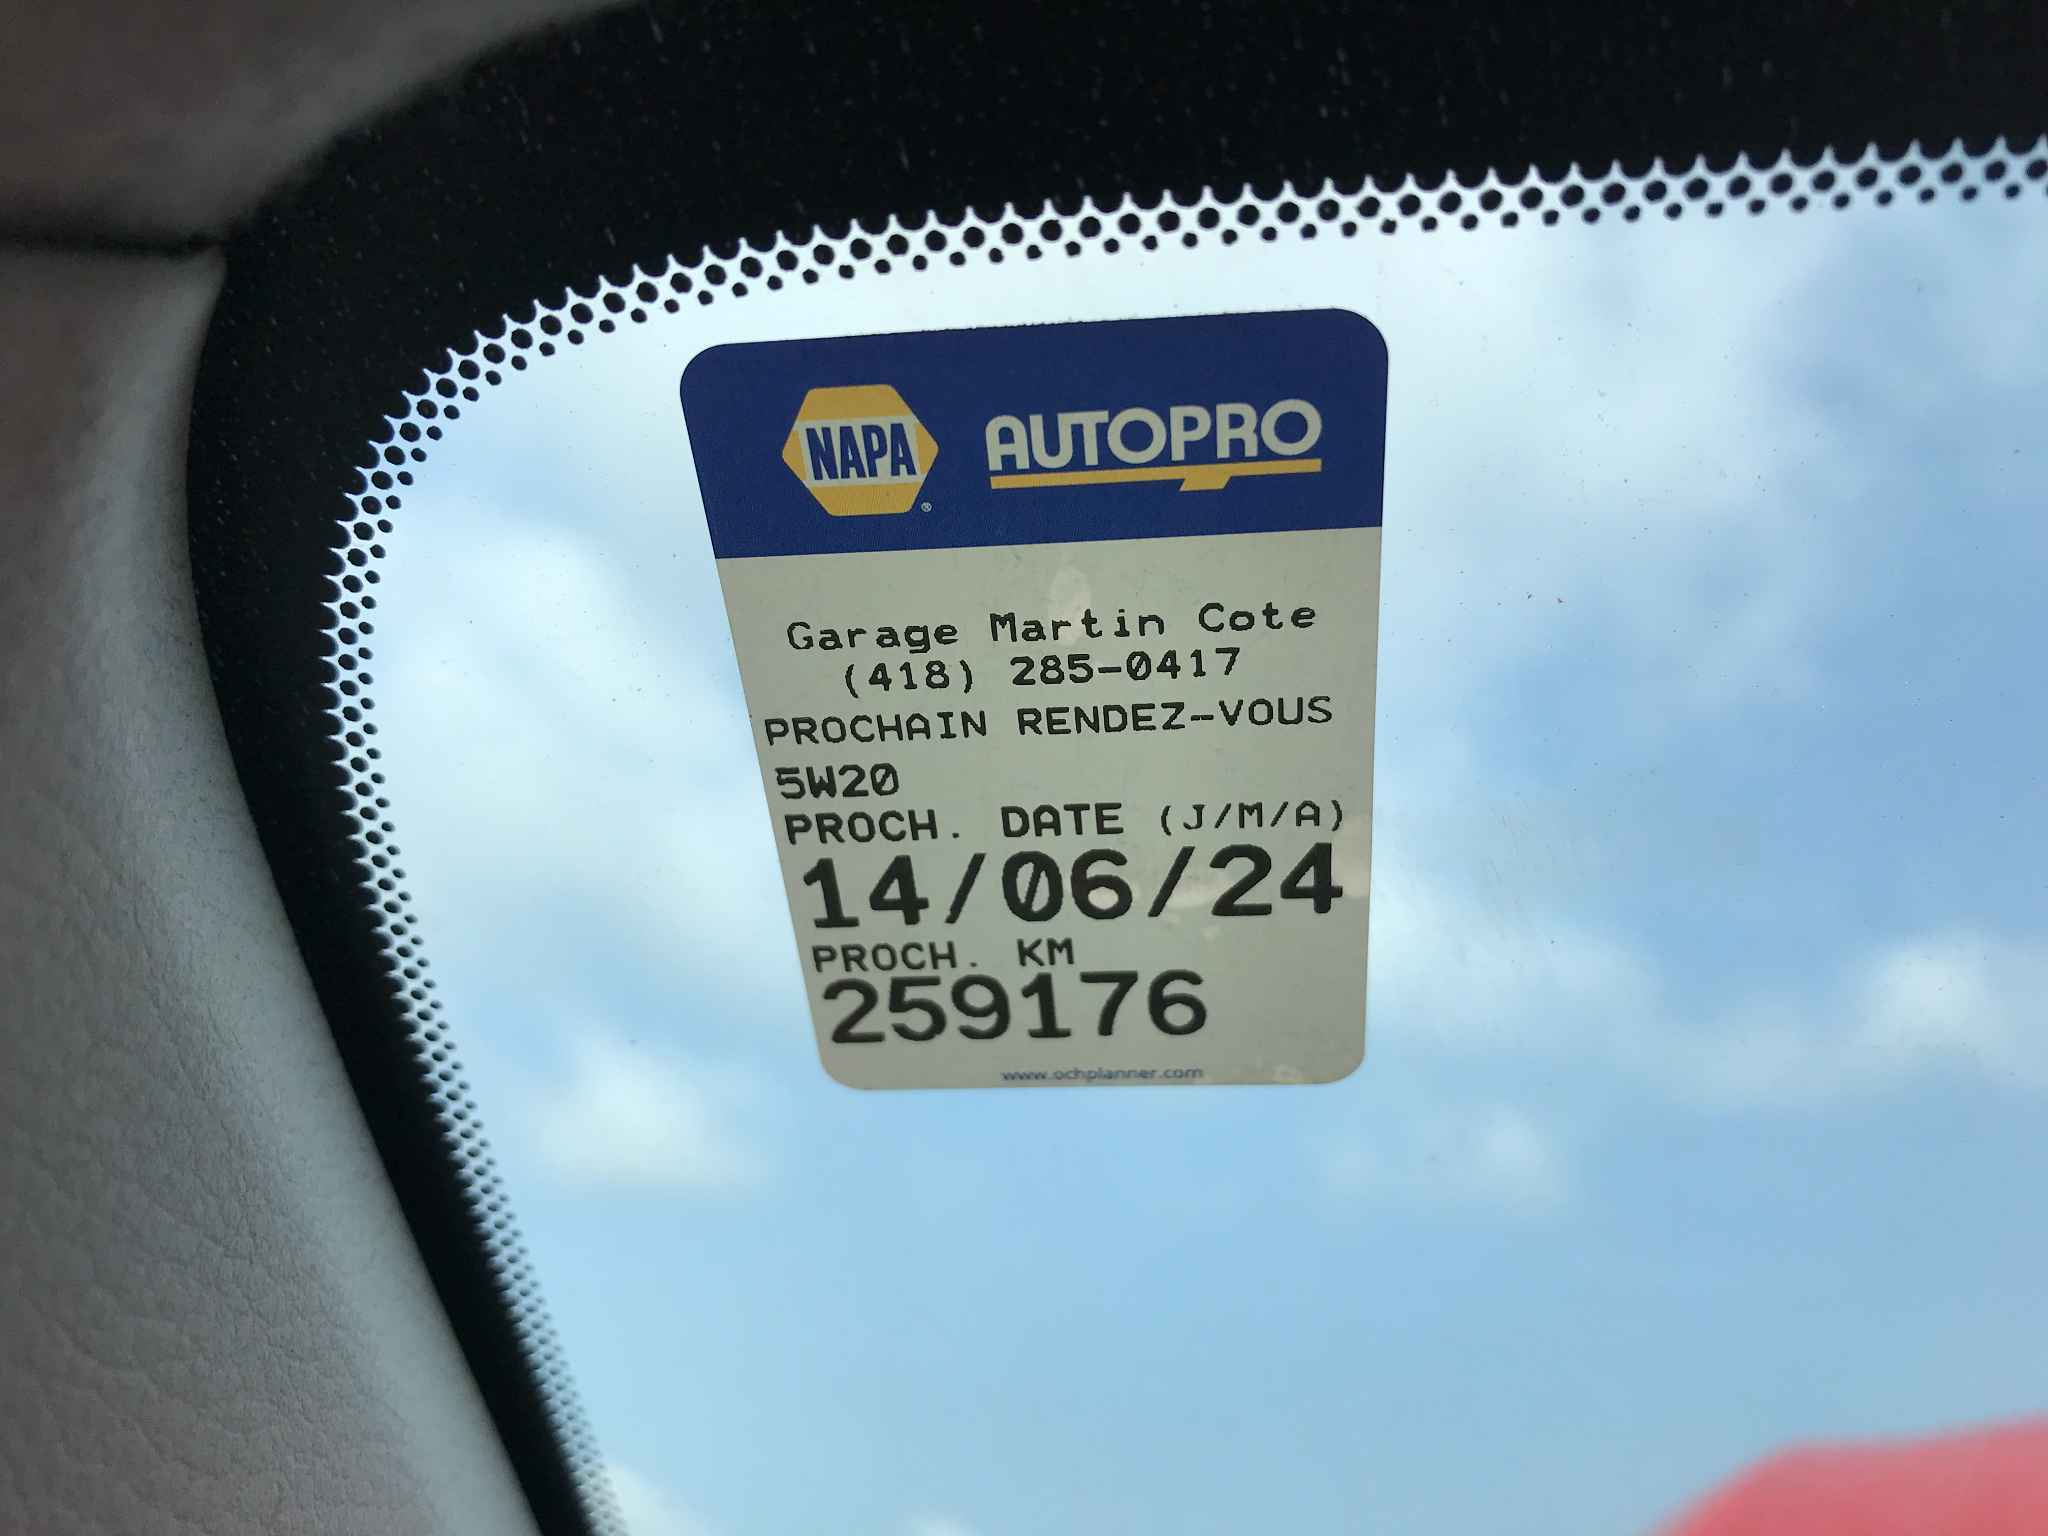 NAPA AUTOPRO
Garage Martin Cote
(418) 285-0417
PROCHAIN RENDEZ-VOUS
5W20
PROCH. DATE (J/M/A)
14/06/24
PROCH. KM
259176
www.ochplanner.com